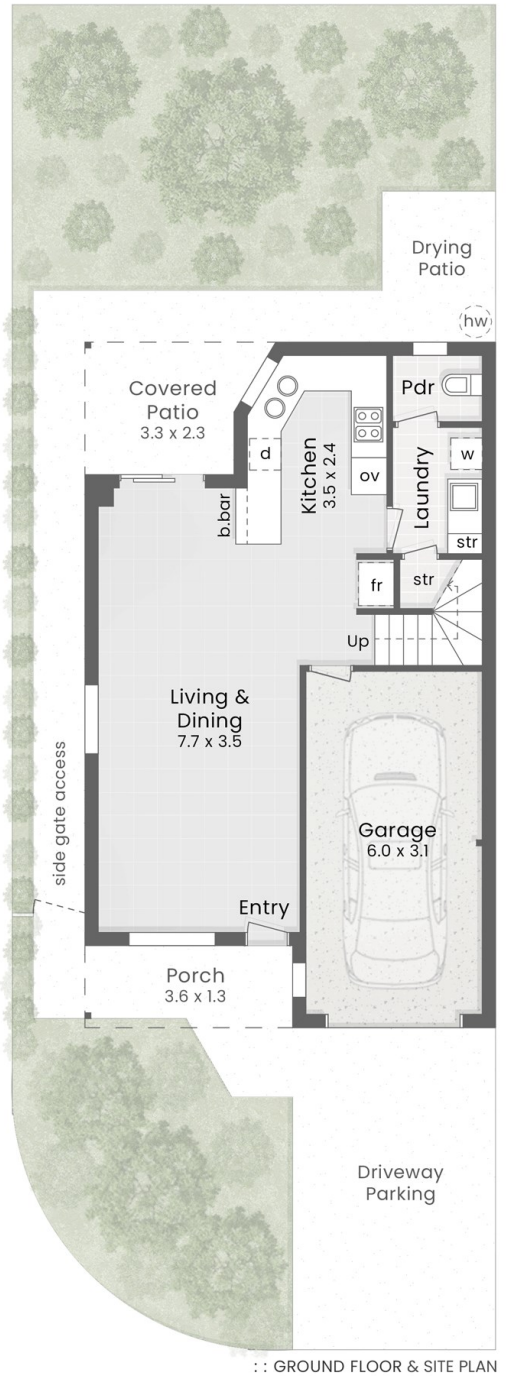 Drying
Patio
hw
Covered
Patio
3.3 x 2.3
Pdr
d
Kitchen
3.5 x 2.4
Laundry
w
ov
b.bar
str
fr
str
Up
Living &
Dining
7.7 x 3.5
side gate access
Garage
6.0 x 3.1
Entry
Porch
3.6 x 1.3
Driveway
Parking
:: GROUND FLOOR & SITE PLAN